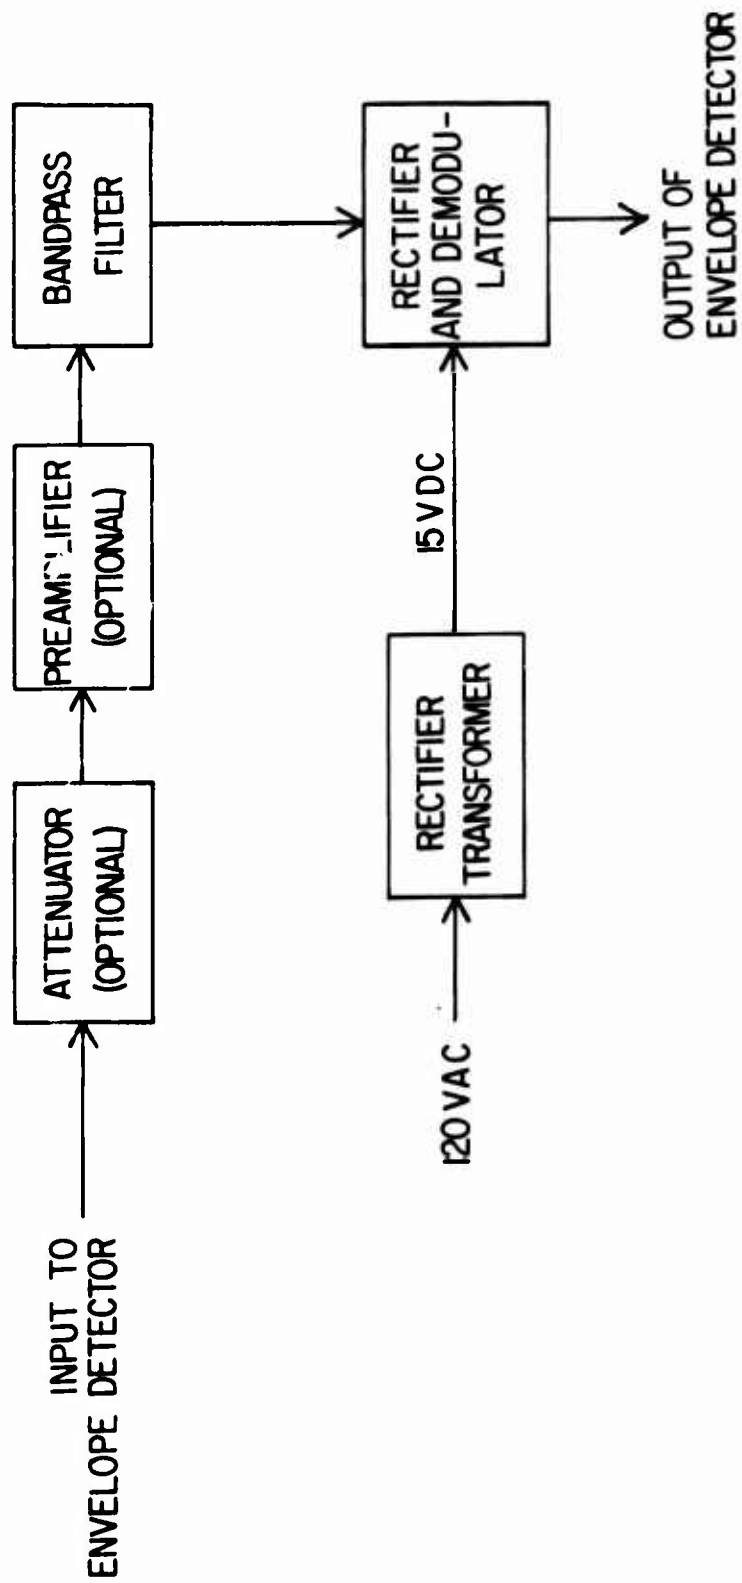 INPUT TO
ENVELOPE DETECTOR
ATTENUATOR
(OPTIONAL)
PREAMPLIFIER
(OPTIONAL)
BANDPASS
FILTER
120 VAC
RECTIFIER
TRANSFORMER
15 VDC
RECTIFIER
AND DEMODU-
LATOR
OUTPUT OF
ENVELOPE DETECTOR